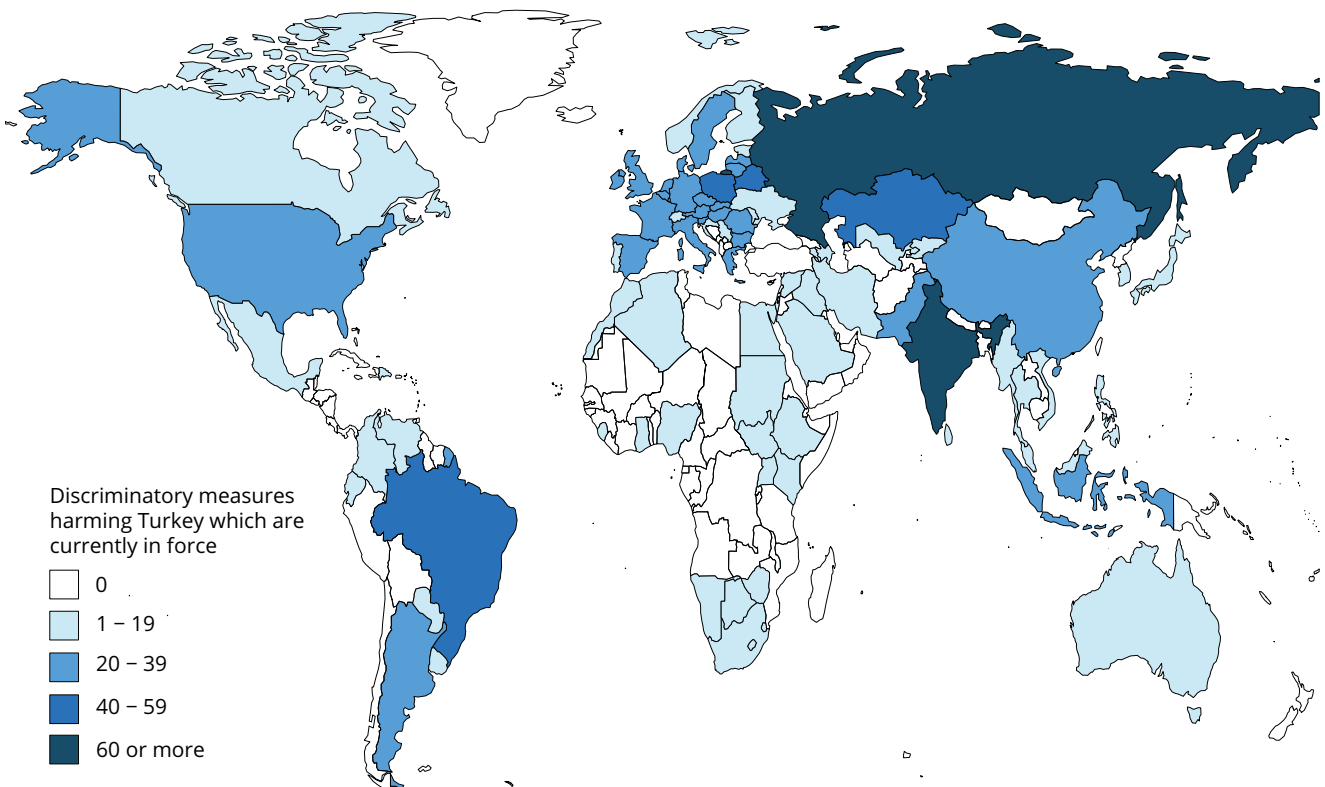 Discriminatory measures
harming Turkey which are
currently in force
0
1 − 19
20 − 39
40 − 59
60 or more